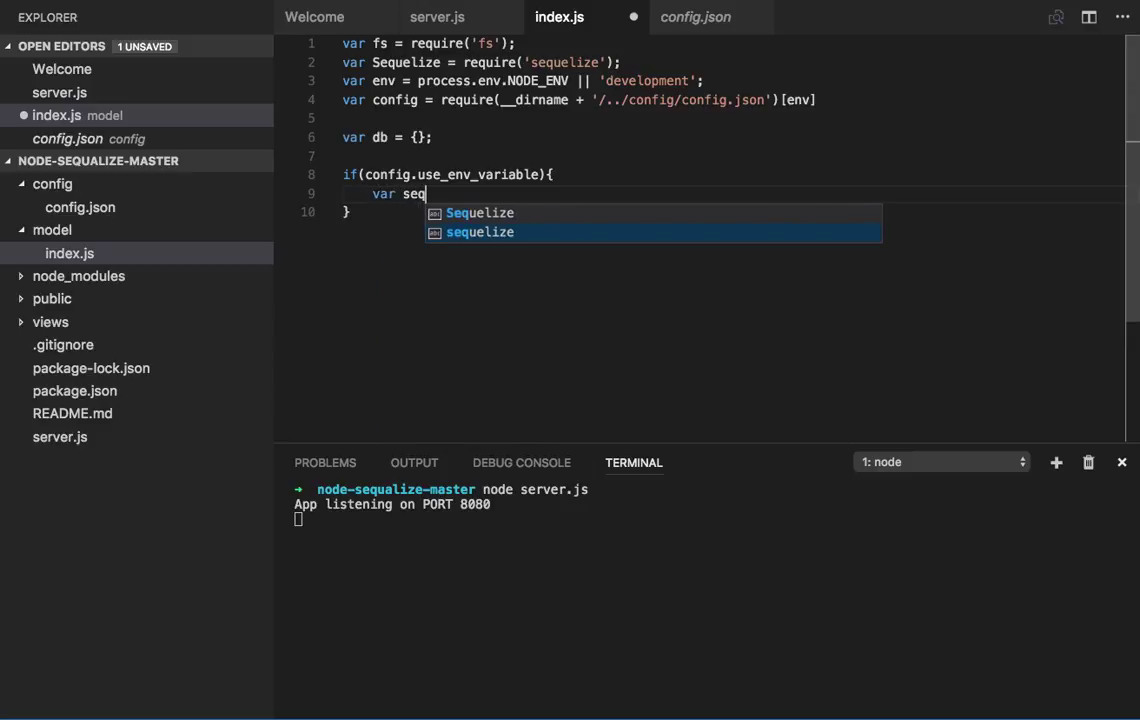 EXPLORER
OPEN EDITORS 1 UNSAVED
Welcome
server.js
index.js model
config.json config
NODE-SEQUALIZE-MASTER
config
config.json
model
index.js
node_modules
public
views
.gitignore
package-lock.json
package.json
README.md
server.js
Welcome server.js index.js config.json
1 var fs = require('fs');
2 var Sequelize = require('sequelize');
3 var env = process.env.NODE_ENV || 'development';
4 var config = require(__dirname + '/../config/config.json')[env]
5
6 var db = {};
7
8 if(config.use_env_variable){
9 var seq
abc Sequelize
abc sequelize
10 }
PROBLEMS OUTPUT DEBUG CONSOLE TERMINAL 1: node
→ node-sequalize-master node server.js
App listening on PORT 8080